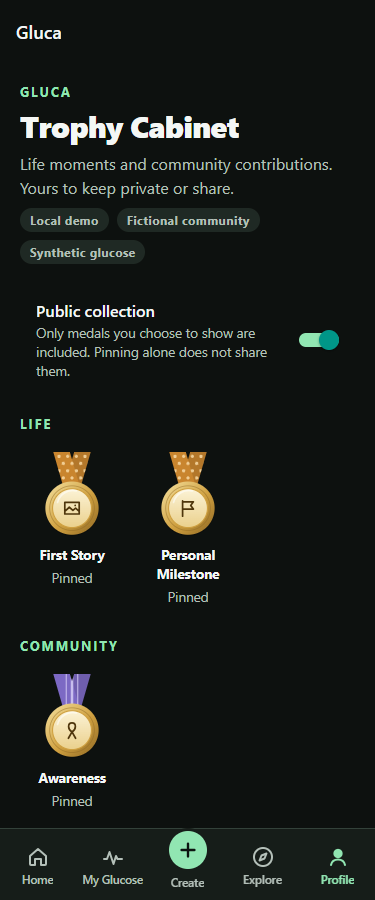 Gluca
GLUCA
Trophy Cabinet
Life moments and community contributions.
Yours to keep private or share.
Local demo
Fictional community
Synthetic glucose
Public collection
Only medals you choose to show are
included. Pinning alone does not share
them.
LIFE
First Story
Pinned
Personal
Milestone
Pinned
COMMUNITY
Awareness
Pinned
Home
My Glucose
Create
Explore
Profile